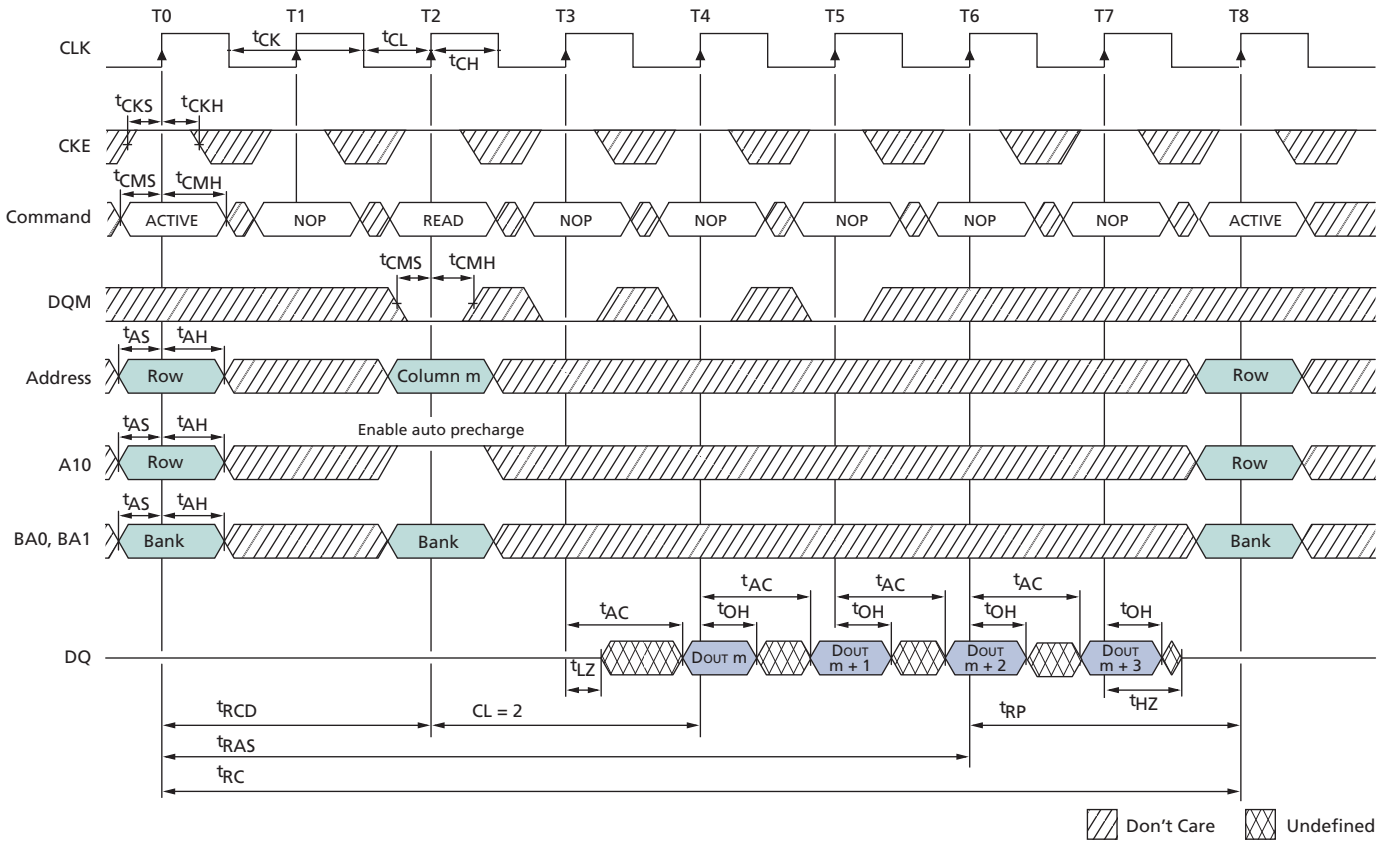 T0 T1 T2 T3 T4 T5 T6 T7 T8
CLK
tCK tCL tCH
tCKS tCKH
CKE
tCMS tCMH
Command ACTIVE NOP READ NOP NOP NOP NOP NOP ACTIVE
tCMS tCMH
DQM
tAS tAH
Address Row Column m Row
tAS tAH Enable auto precharge
A10 Row Row
tAS tAH
BA0, BA1 Bank Bank Bank
tAC tAC tAC
tAC tOH tOH tOH tOH
DQ DOUT m DOUT m + 1 DOUT m + 2 DOUT m + 3
tLZ tHZ
tRCD CL = 2 tRP
tRAS
tRC
Don't Care Undefined